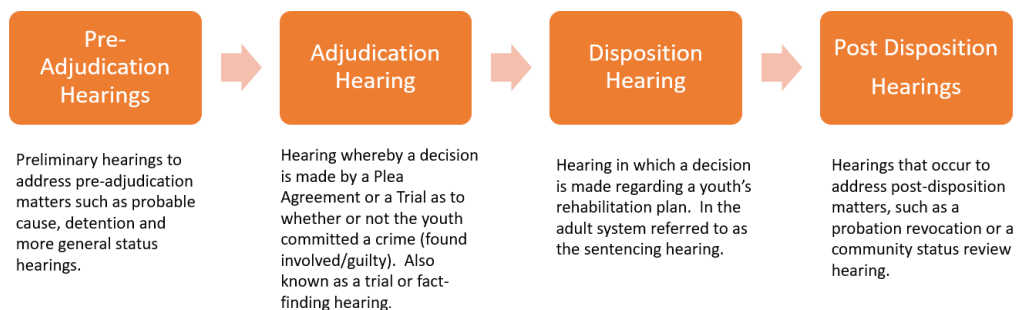 Pre-
Adjudication
Hearings
Adjudication
Hearing
Disposition
Hearing
Post Disposition
Hearings
Preliminary hearings to
address pre-adjudication
matters such as probable
cause, detention and
more general status
hearings.
Hearing whereby a decision
is made by a Plea
Agreement or a Trial as to
whether or not the youth
committed a crime (found
involved/guilty).  Also
known as a trial or fact-
finding hearing.
Hearing in which a decision
is made regarding a youth’s
rehabilitation plan.  In the
adult system referred to as
the sentencing hearing.
Hearings that occur to
address post-disposition
matters, such as a
probation revocation or a
community status review
hearing.